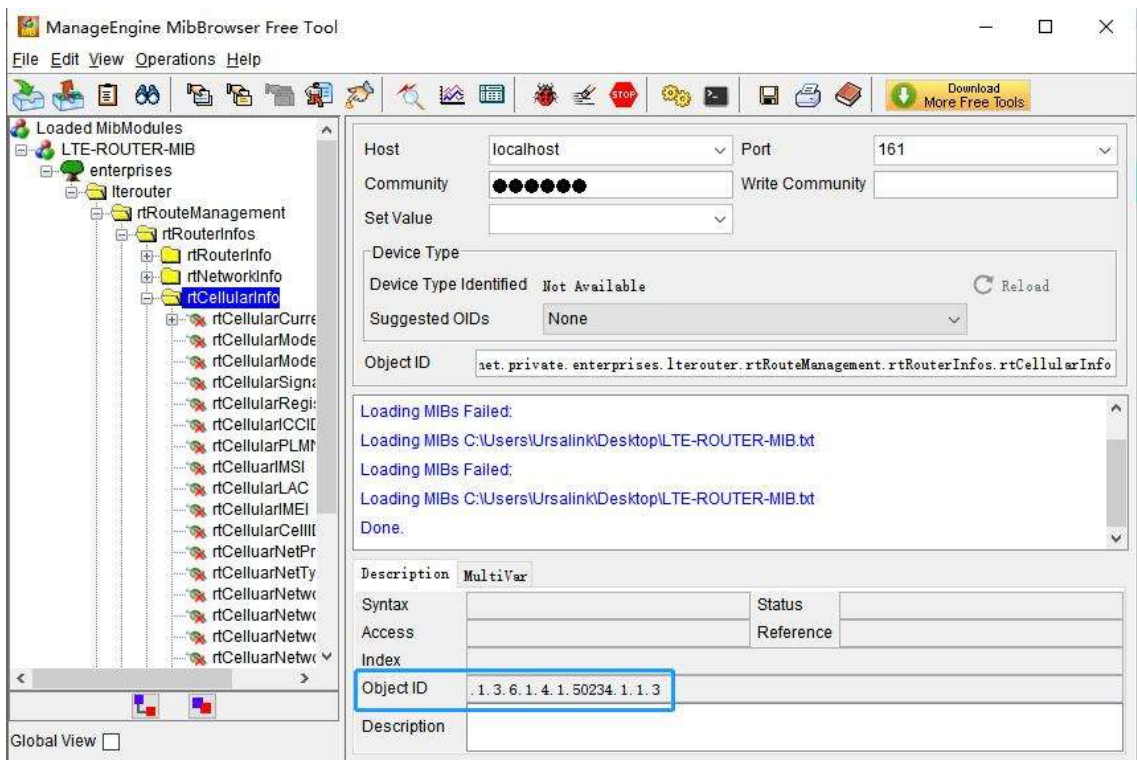 ManageEngine MibBrowser Free Tool
File Edit View Operations Help
STOP
Download
More Free Tools
Loaded MibModules
LTE-ROUTER-MIB
enterprises
lterouter
rtRouteManagement
rtRouterInfos
rtRouterInfo
rtNetworkInfo
rtCellularInfo
rtCellularCurre
rtCellularMode
rtCellularMode
rtCellularSigna
rtCellularRegis
rtCellularICCID
rtCellularPLMN
rtCelluarIMSI
rtCellularLAC
rtCellularIMEI
rtCellularCellID
rtCelluarNetPr
rtCelluarNetTy
rtCelluarNetwo
rtCelluarNetwo
rtCelluarNetwo
rtCelluarNetwo
Global View
Host localhost Port 161
Community ●●●●●● Write Community
Set Value
Device Type
Device Type Identified Not Available Reload
Suggested OIDs None
Object ID net.private.enterprises.lterouter.rtRouteManagement.rtRouterInfos.rtCellularInfo
Loading MIBs Failed:
Loading MIBs C:\Users\Ursalink\Desktop\LTE-ROUTER-MIB.txt
Loading MIBs Failed:
Loading MIBs C:\Users\Ursalink\Desktop\LTE-ROUTER-MIB.txt
Done.
Description MultiVar
Syntax Status
Access Reference
Index
Object ID .1.3.6.1.4.1.50234.1.1.3
Description